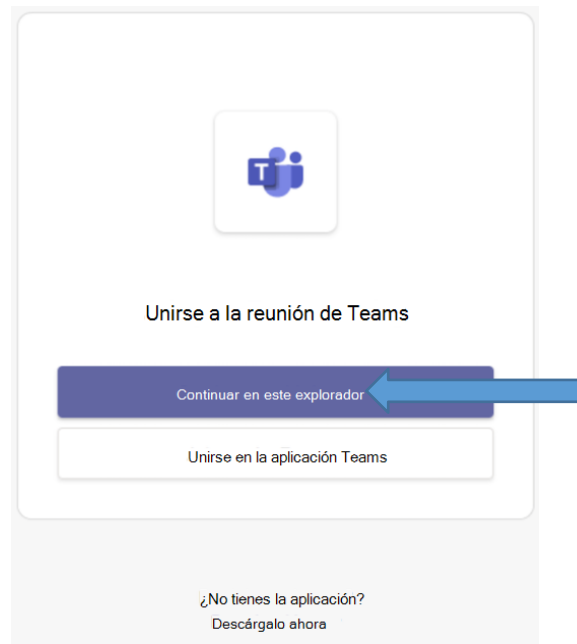 T
Unirse a la reunión de Teams
Continuar en este explorador
Unirse en la aplicación Teams
¿No tienes la aplicación?
Descárgalo ahora